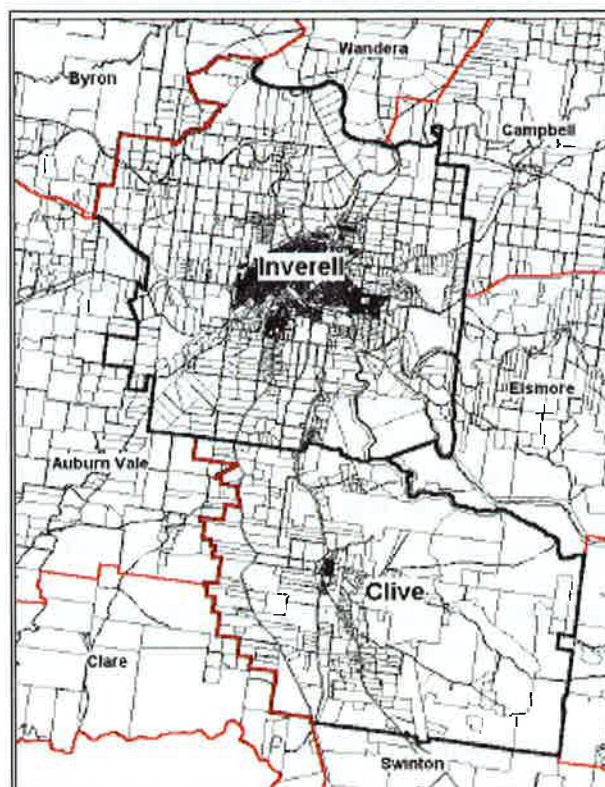 Wandera
Byron
Campbell
Inverell
Elsmore
Auburn Vale
Clive
Clare
Swinton